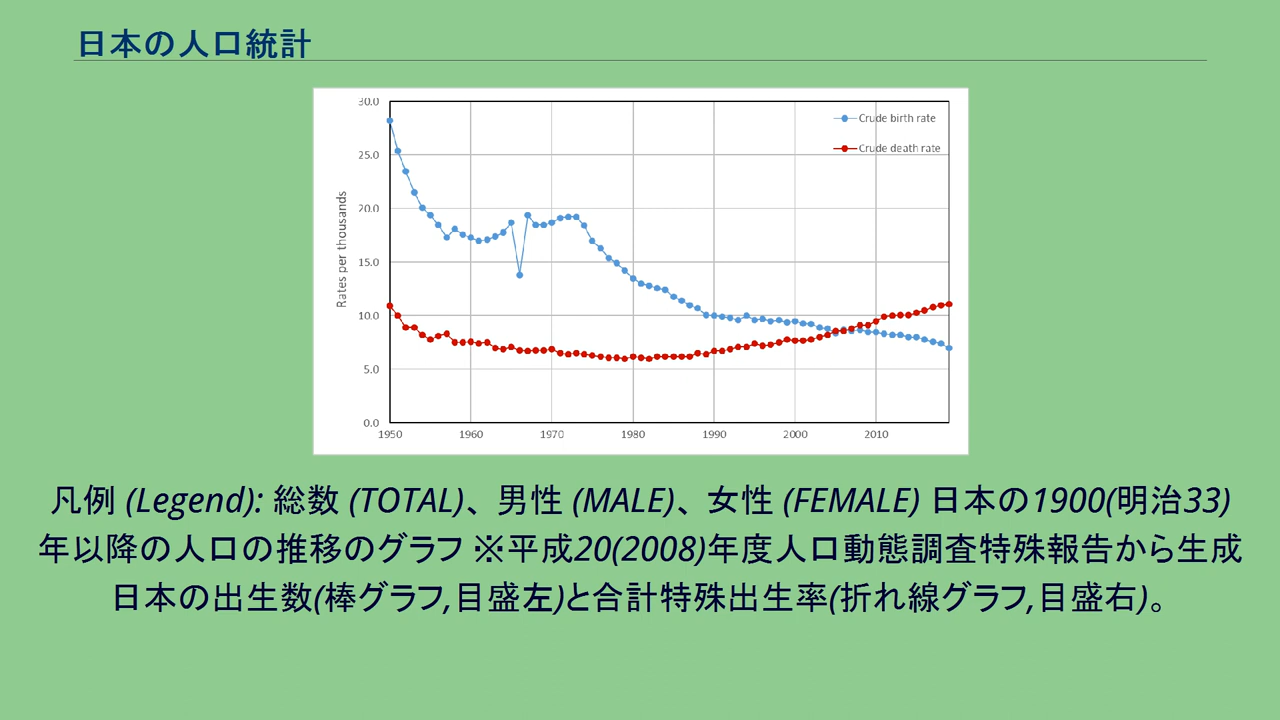 日本の人口統計
30.0
25.0
20.0
15.0
10.0
5.0
0.0
Rates per thousands
Crude birth rate
Crude death rate
1950 1960 1970 1980 1990 2000 2010
凡例 (Legend): 総数 (TOTAL)、男性 (MALE)、女性 (FEMALE) 日本の1900(明治33)
年以降の人口の推移のグラフ ※平成20(2008)年度人口動態調査特殊報告から生成
日本の出生数(棒グラフ,目盛左)と合計特殊出生率(折れ線グラフ,目盛右)。